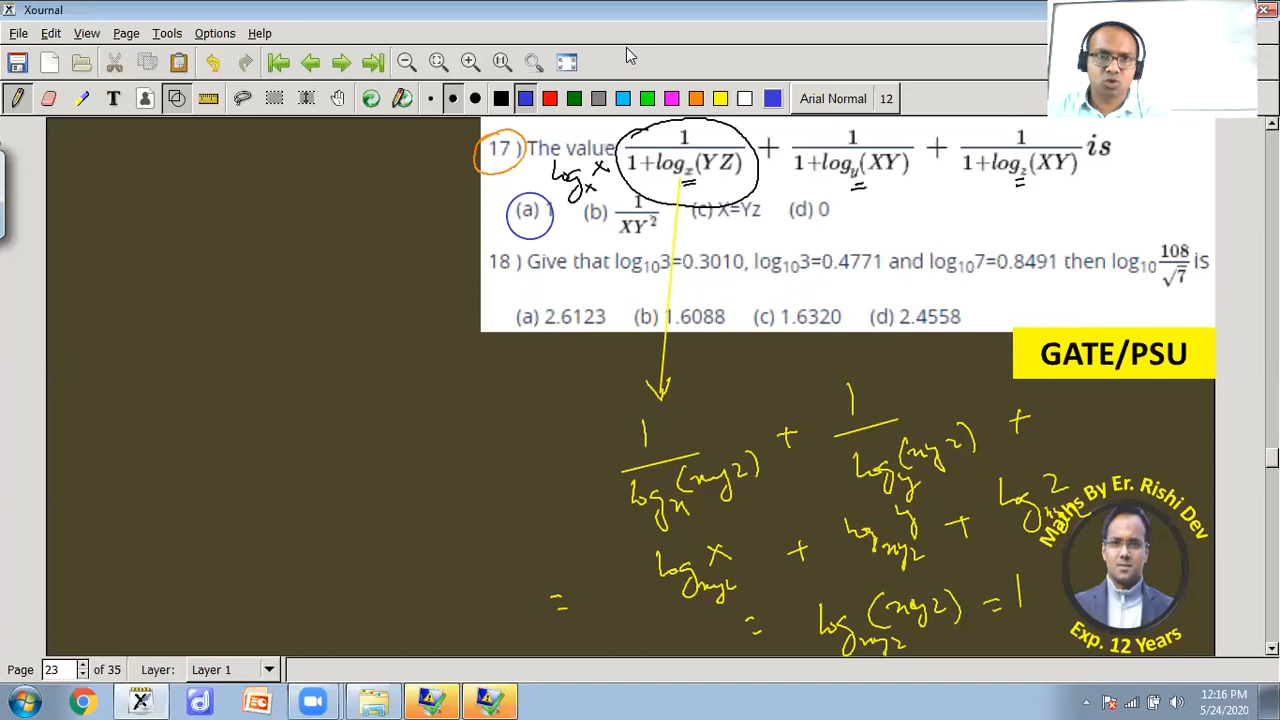 Xournal
File Edit View Page Tools Options Help
Arial Normal 12
17 ) The value 1/(1+logₓ(YZ)) + 1/(1+log_y(XY)) + 1/(1+log_z(XY)) is
logₓ x
(a) 1 (b) 1/XY² (c) X=Yz (d) 0
18 ) Give that log₁₀3=0.3010, log₁₀3=0.4771 and log₁₀7=0.8491 then log₁₀ 108/√7 is
(a) 2.6123 (b) 1.6088 (c) 1.6320 (d) 2.4558
GATE/PSU
1/logₓ(xyz) + 1/log_y(xyz) +
= log_xyz x + log_xyz y + log_xyz z
= log_xyz (xyz) = 1
Maths By Er. Rishi Dev
Exp. 12 Years
Page 23 of 35 Layer: Layer 1
12:16 PM
5/24/2020